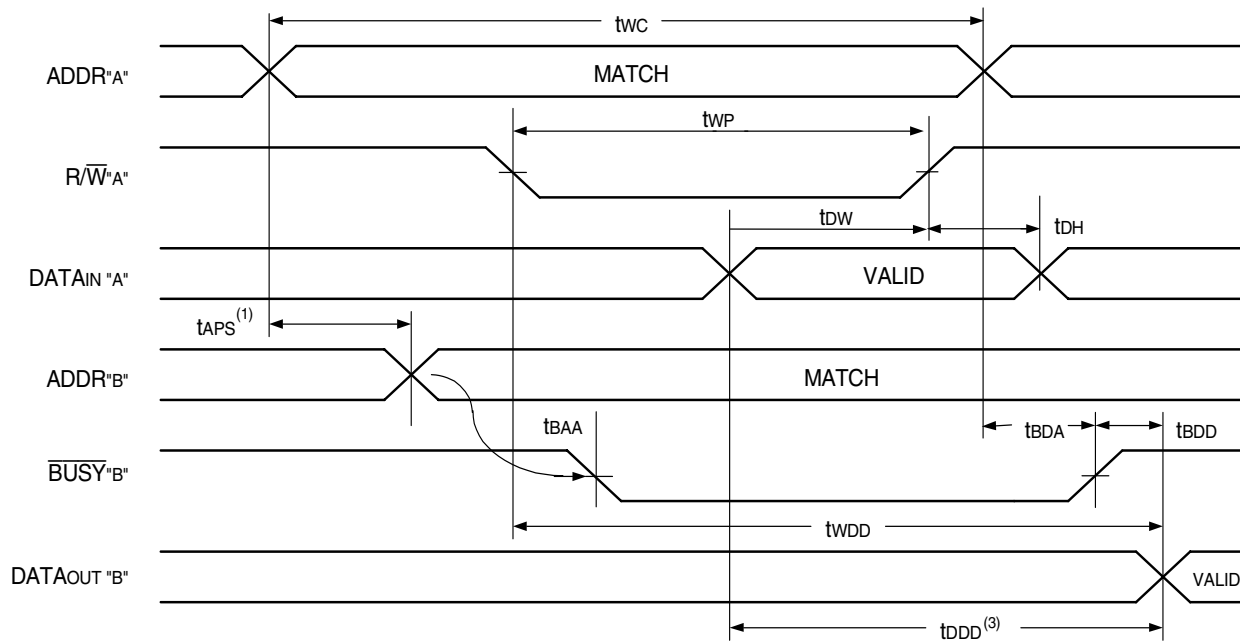 tWC
ADDR"A"
MATCH
tWP
R/W̅"A"
tDW
tDH
DATAIN "A"
VALID
tAPS(1)
ADDR"B"
MATCH
tBAA
tBDA
tBDD
B̅U̅S̅Y̅"B"
tWDD
DATAOUT "B"
VALID
tDDD(3)